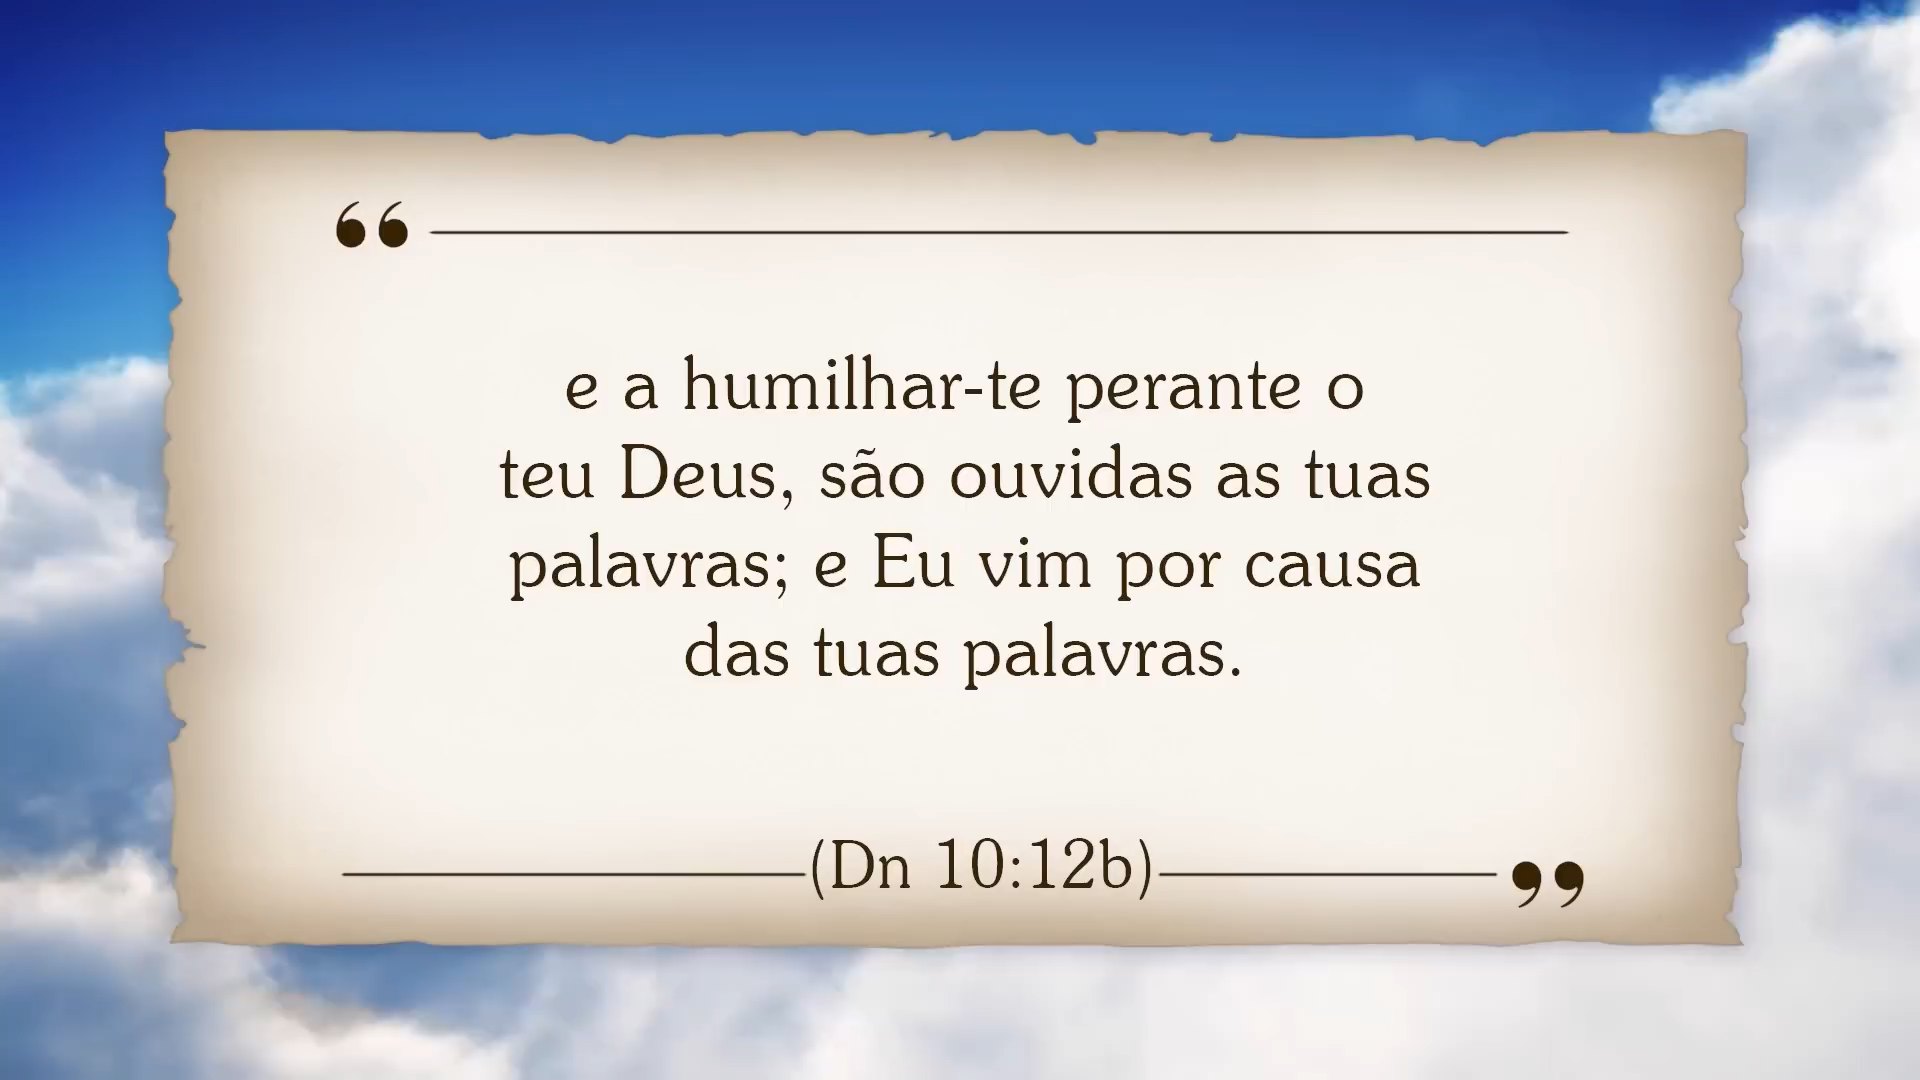 “
e a humilhar-te perante o
teu Deus, são ouvidas as tuas
palavras; e Eu vim por causa
das tuas palavras.
(Dn 10:12b)
”